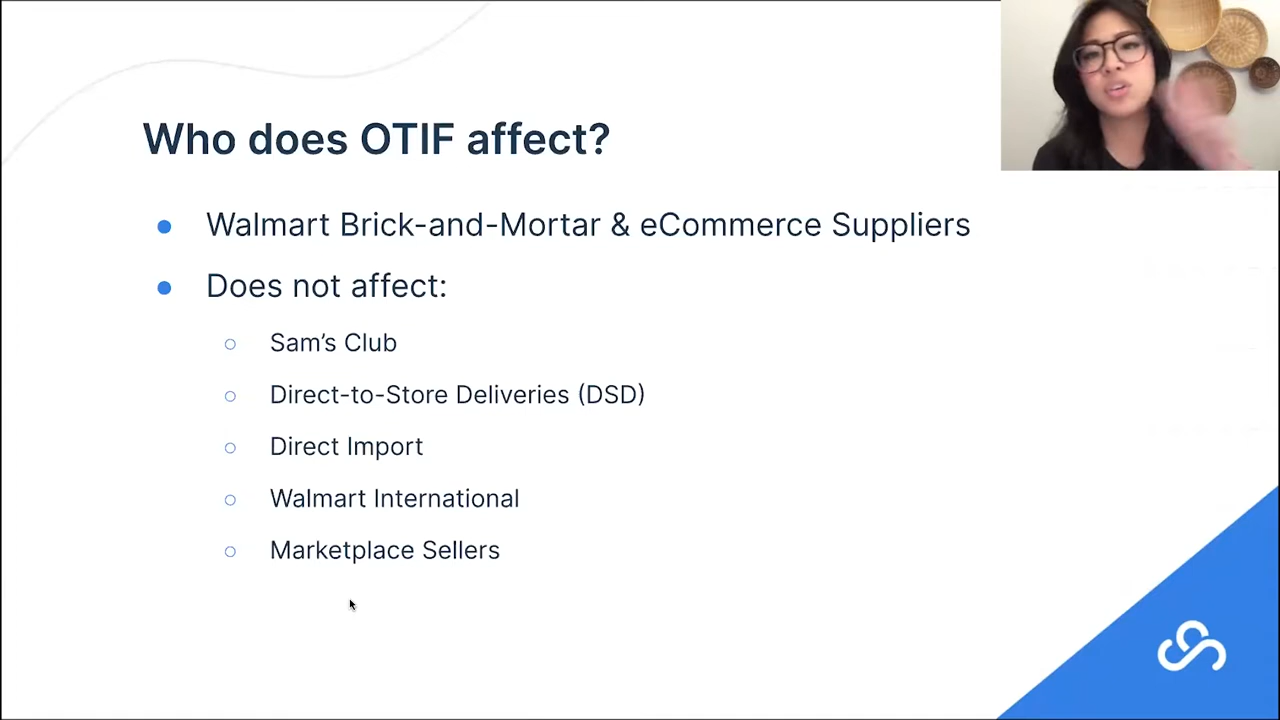 Who does OTIF affect?
Walmart Brick-and-Mortar & eCommerce Suppliers
Does not affect:
Sam’s Club
Direct-to-Store Deliveries (DSD)
Direct Import
Walmart International
Marketplace Sellers